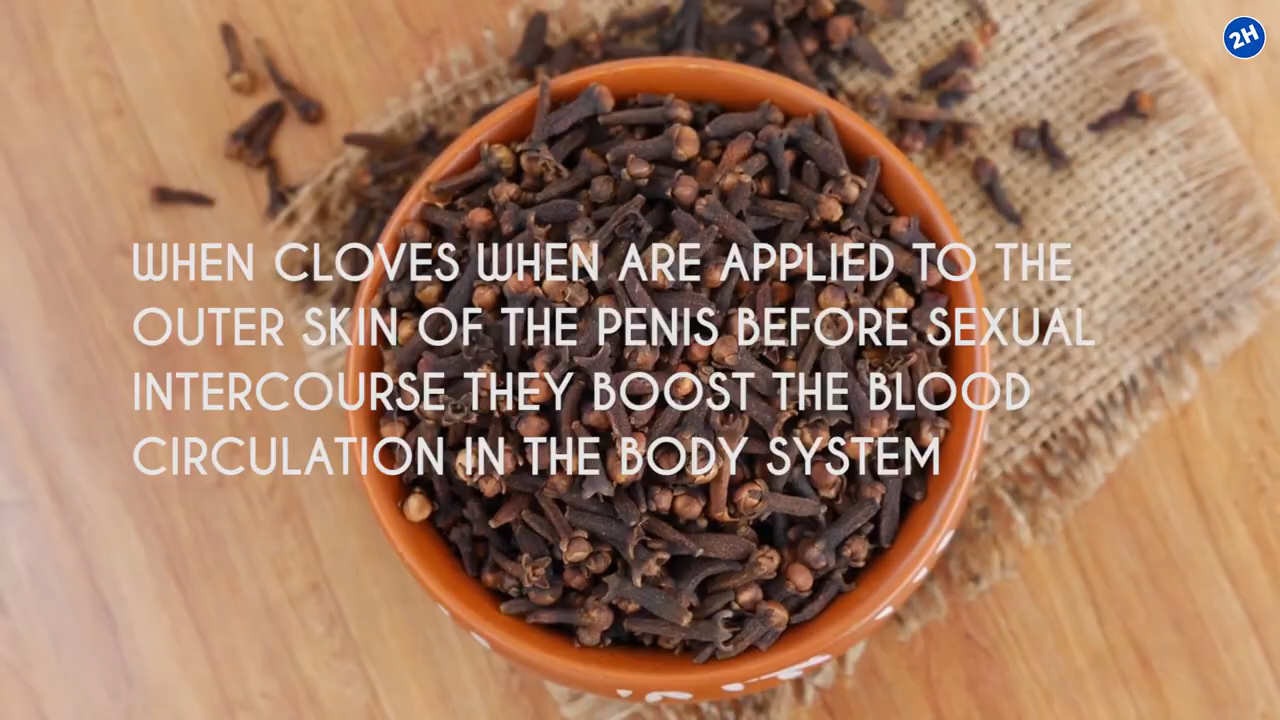 2H
WHEN CLOVES WHEN ARE APPLIED TO THE
OUTER SKIN OF THE PENIS BEFORE SEXUAL
INTERCOURSE THEY BOOST THE BLOOD
CIRCULATION IN THE BODY SYSTEM